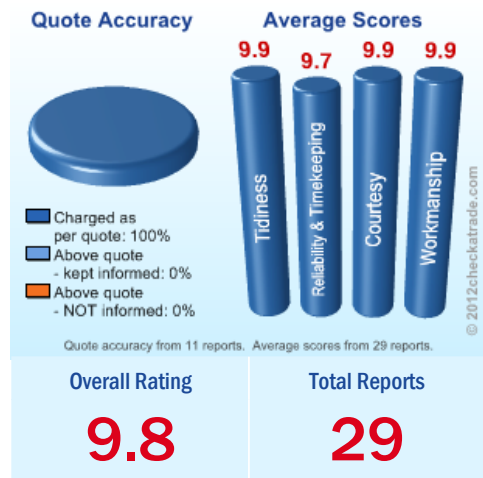 Quote Accuracy
Average Scores
9.9
9.7
9.9
9.9
Tidiness
Reliability & Timekeeping
Courtesy
Workmanship
Charged as
per quote: 100%
Above quote
- kept informed: 0%
Above quote
- NOT informed: 0%
© 2012checkatrade.com
Quote accuracy from 11 reports. Average scores from 29 reports.
Overall Rating
9.8
Total Reports
29